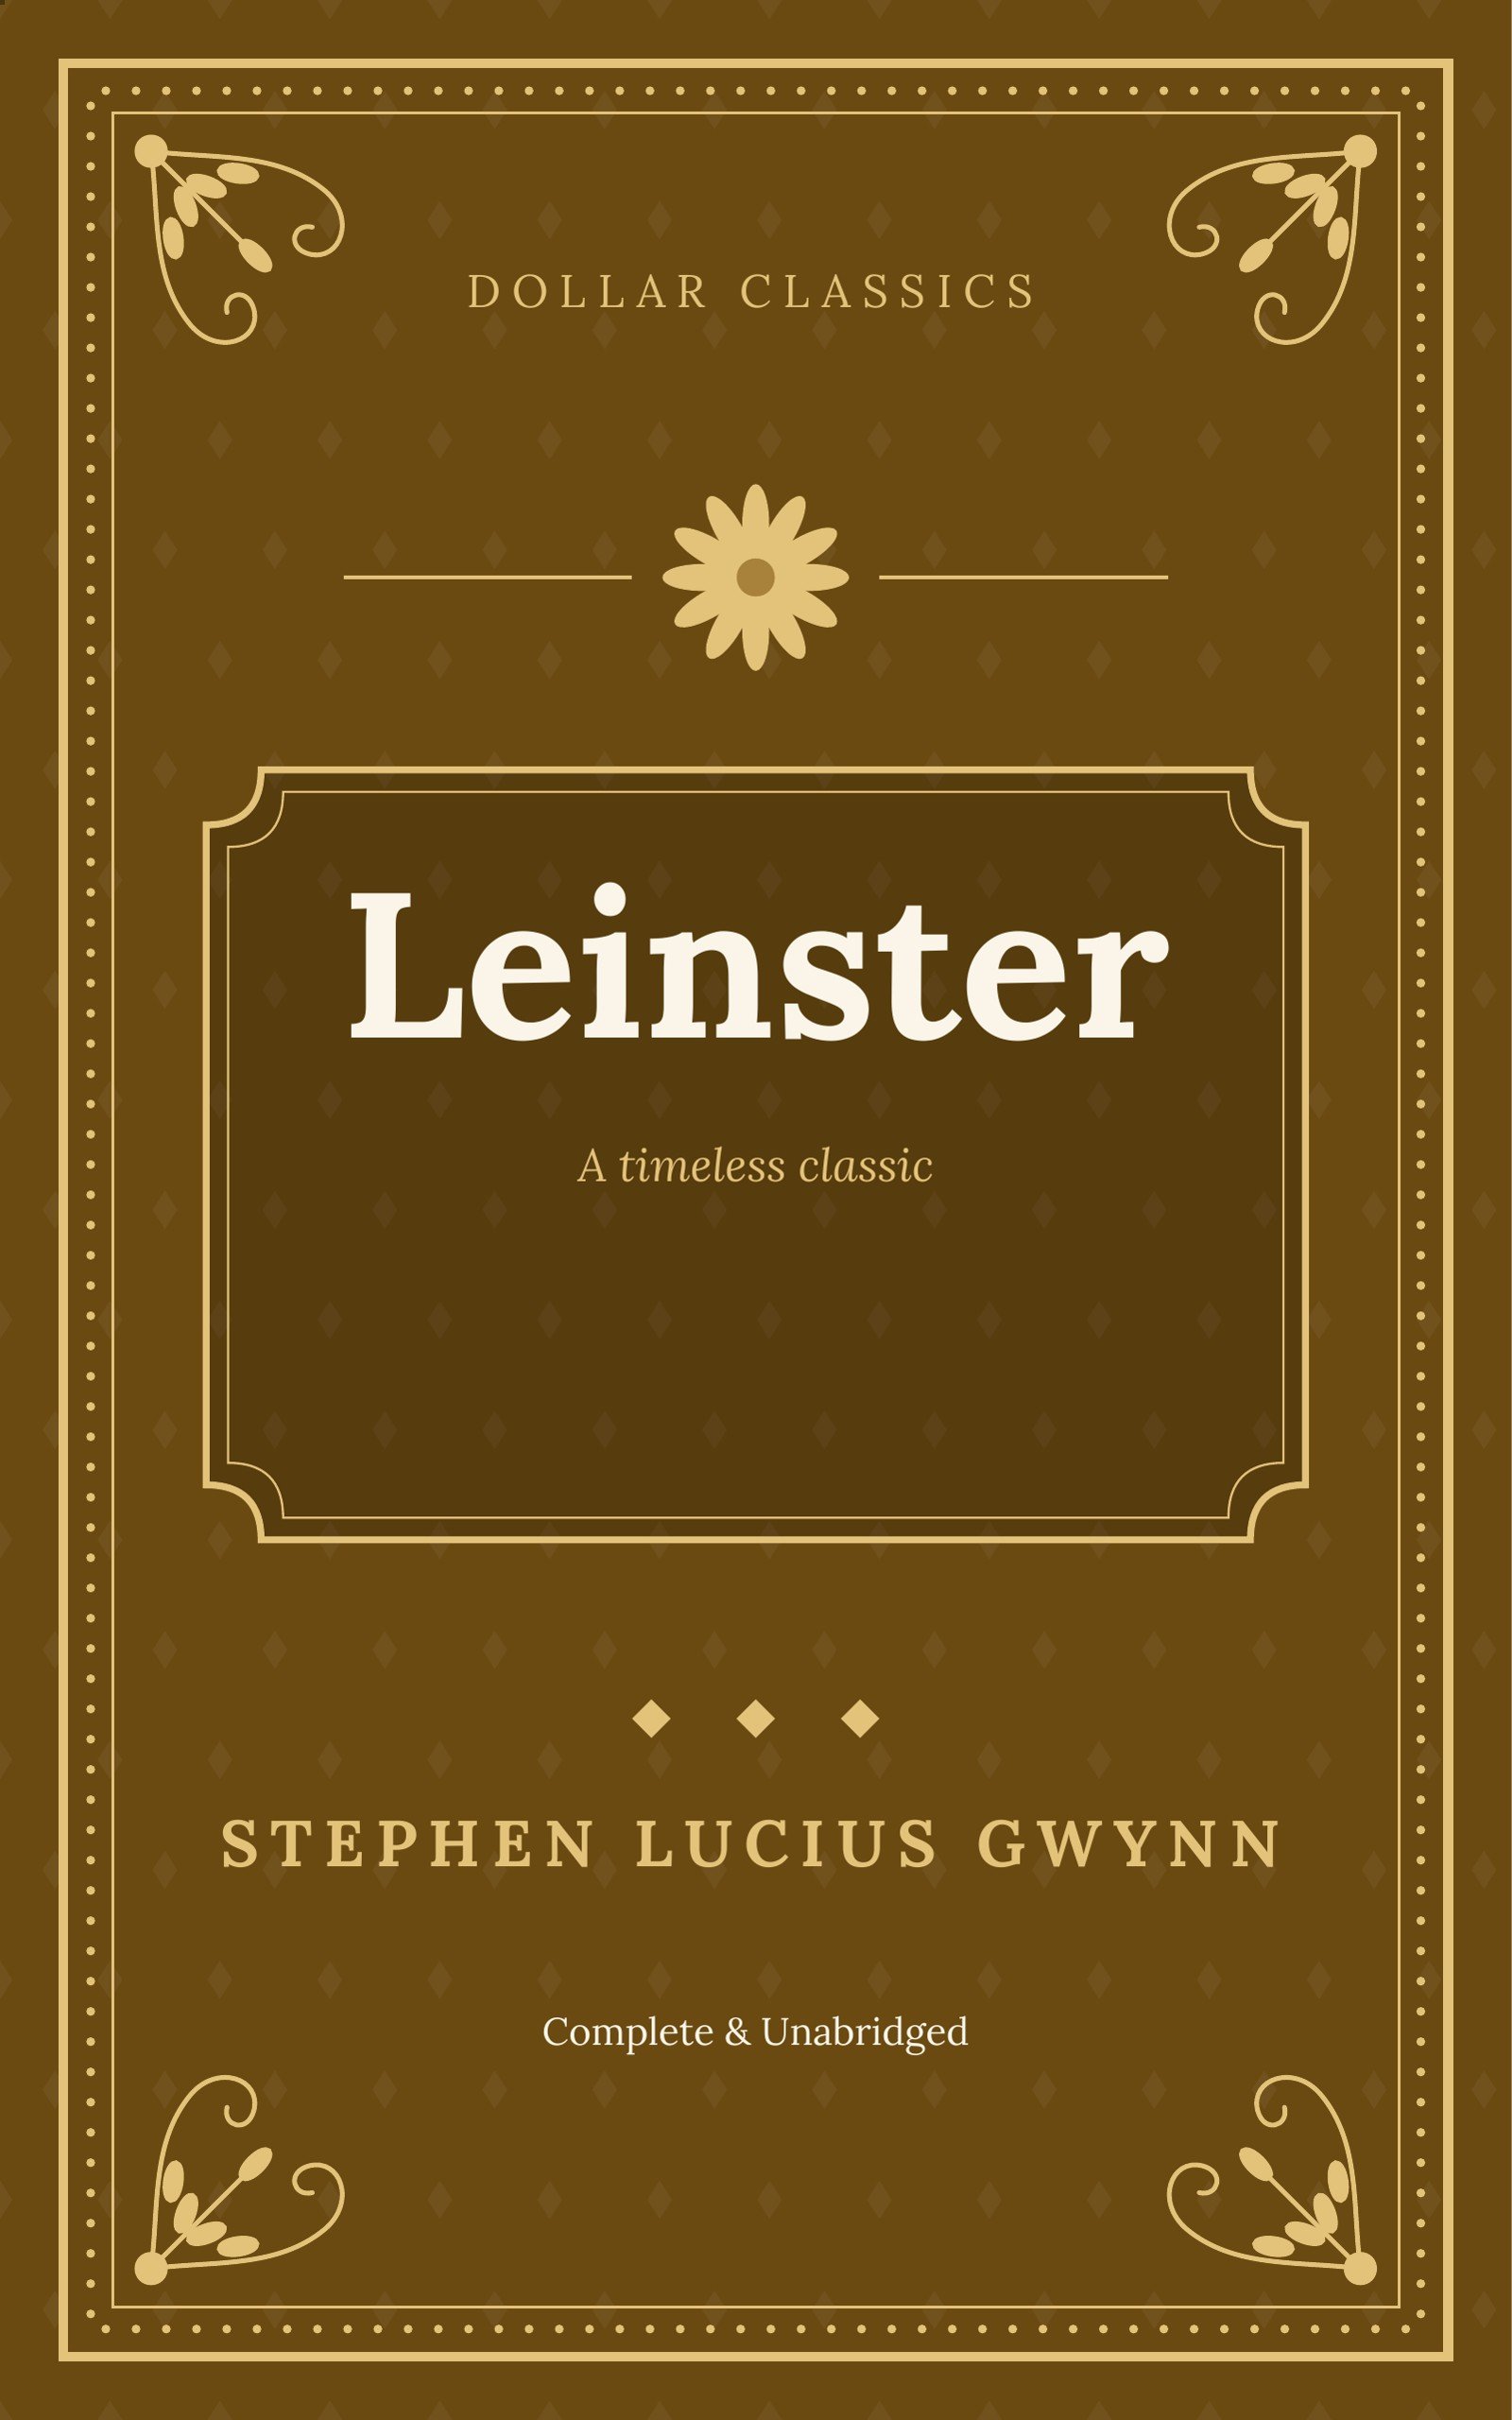 DOLLAR CLASSICS
Leinster
A timeless classic
STEPHEN LUCIUS GWYNN
Complete & Unabridged